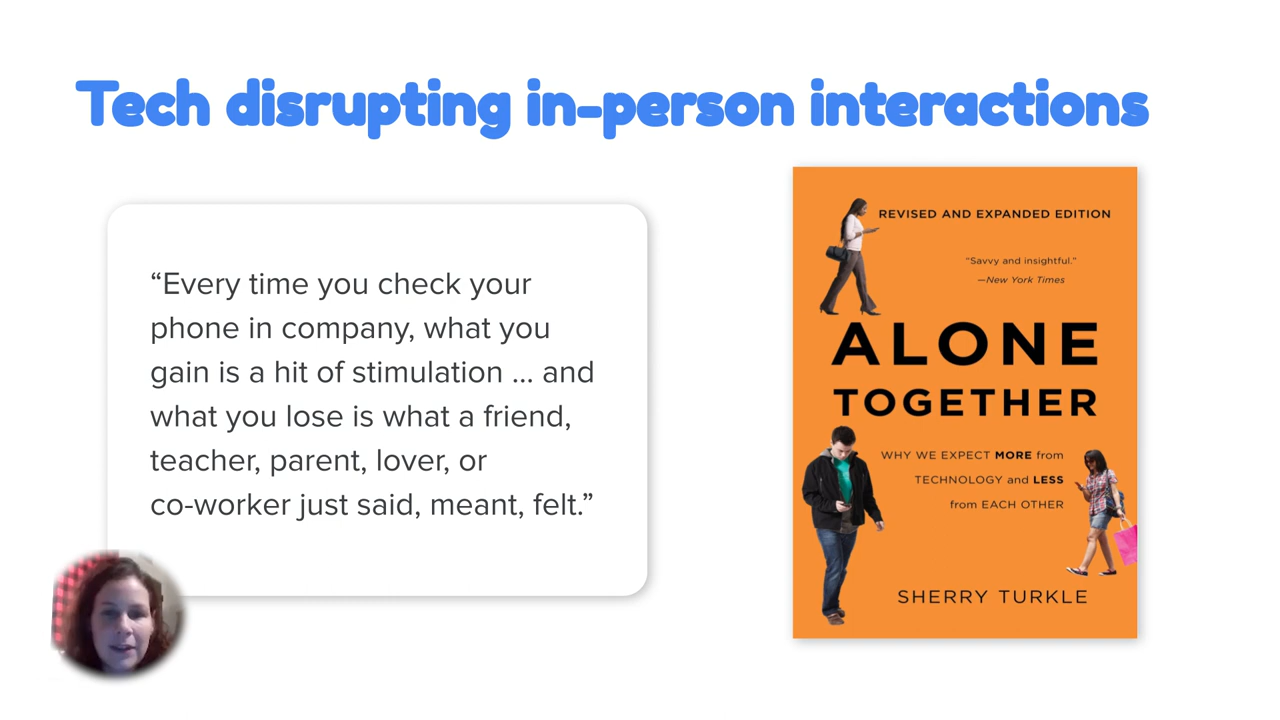 Tech disrupting in-person interactions
“Every time you check your
phone in company, what you
gain is a hit of stimulation ... and
what you lose is what a friend,
teacher, parent, lover, or
co-worker just said, meant, felt.”
REVISED AND EXPANDED EDITION
“Savvy and insightful.”
—New York Times
ALONE
TOGETHER
WHY WE EXPECT MORE from
TECHNOLOGY and LESS
from EACH OTHER
SHERRY TURKLE